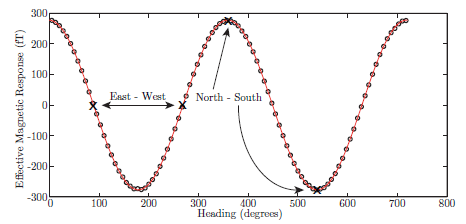 Effective Magnetic Response (fT)
300
200
100
0
-100
-200
-300
East - West
North - South
0 100 200 300 400 500 600 700 800
Heading (degrees)